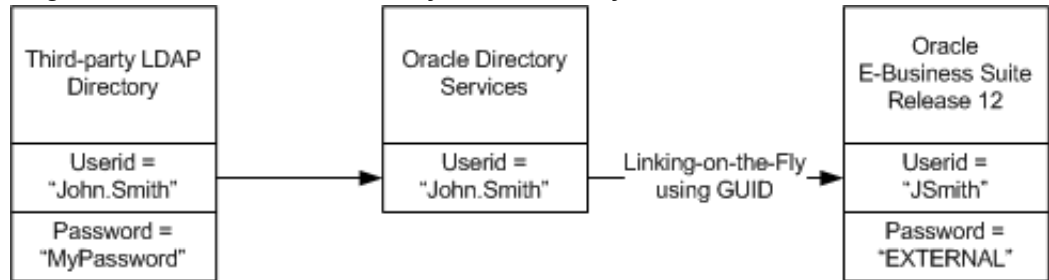 Third-party LDAP
Directory
Userid =
"John.Smith"
Password =
"MyPassword"
Oracle Directory
Services
Userid =
"John.Smith"
Linking-on-the-Fly
using GUID
Oracle
E-Business Suite
Release 12
Userid =
"JSmith"
Password =
"EXTERNAL"